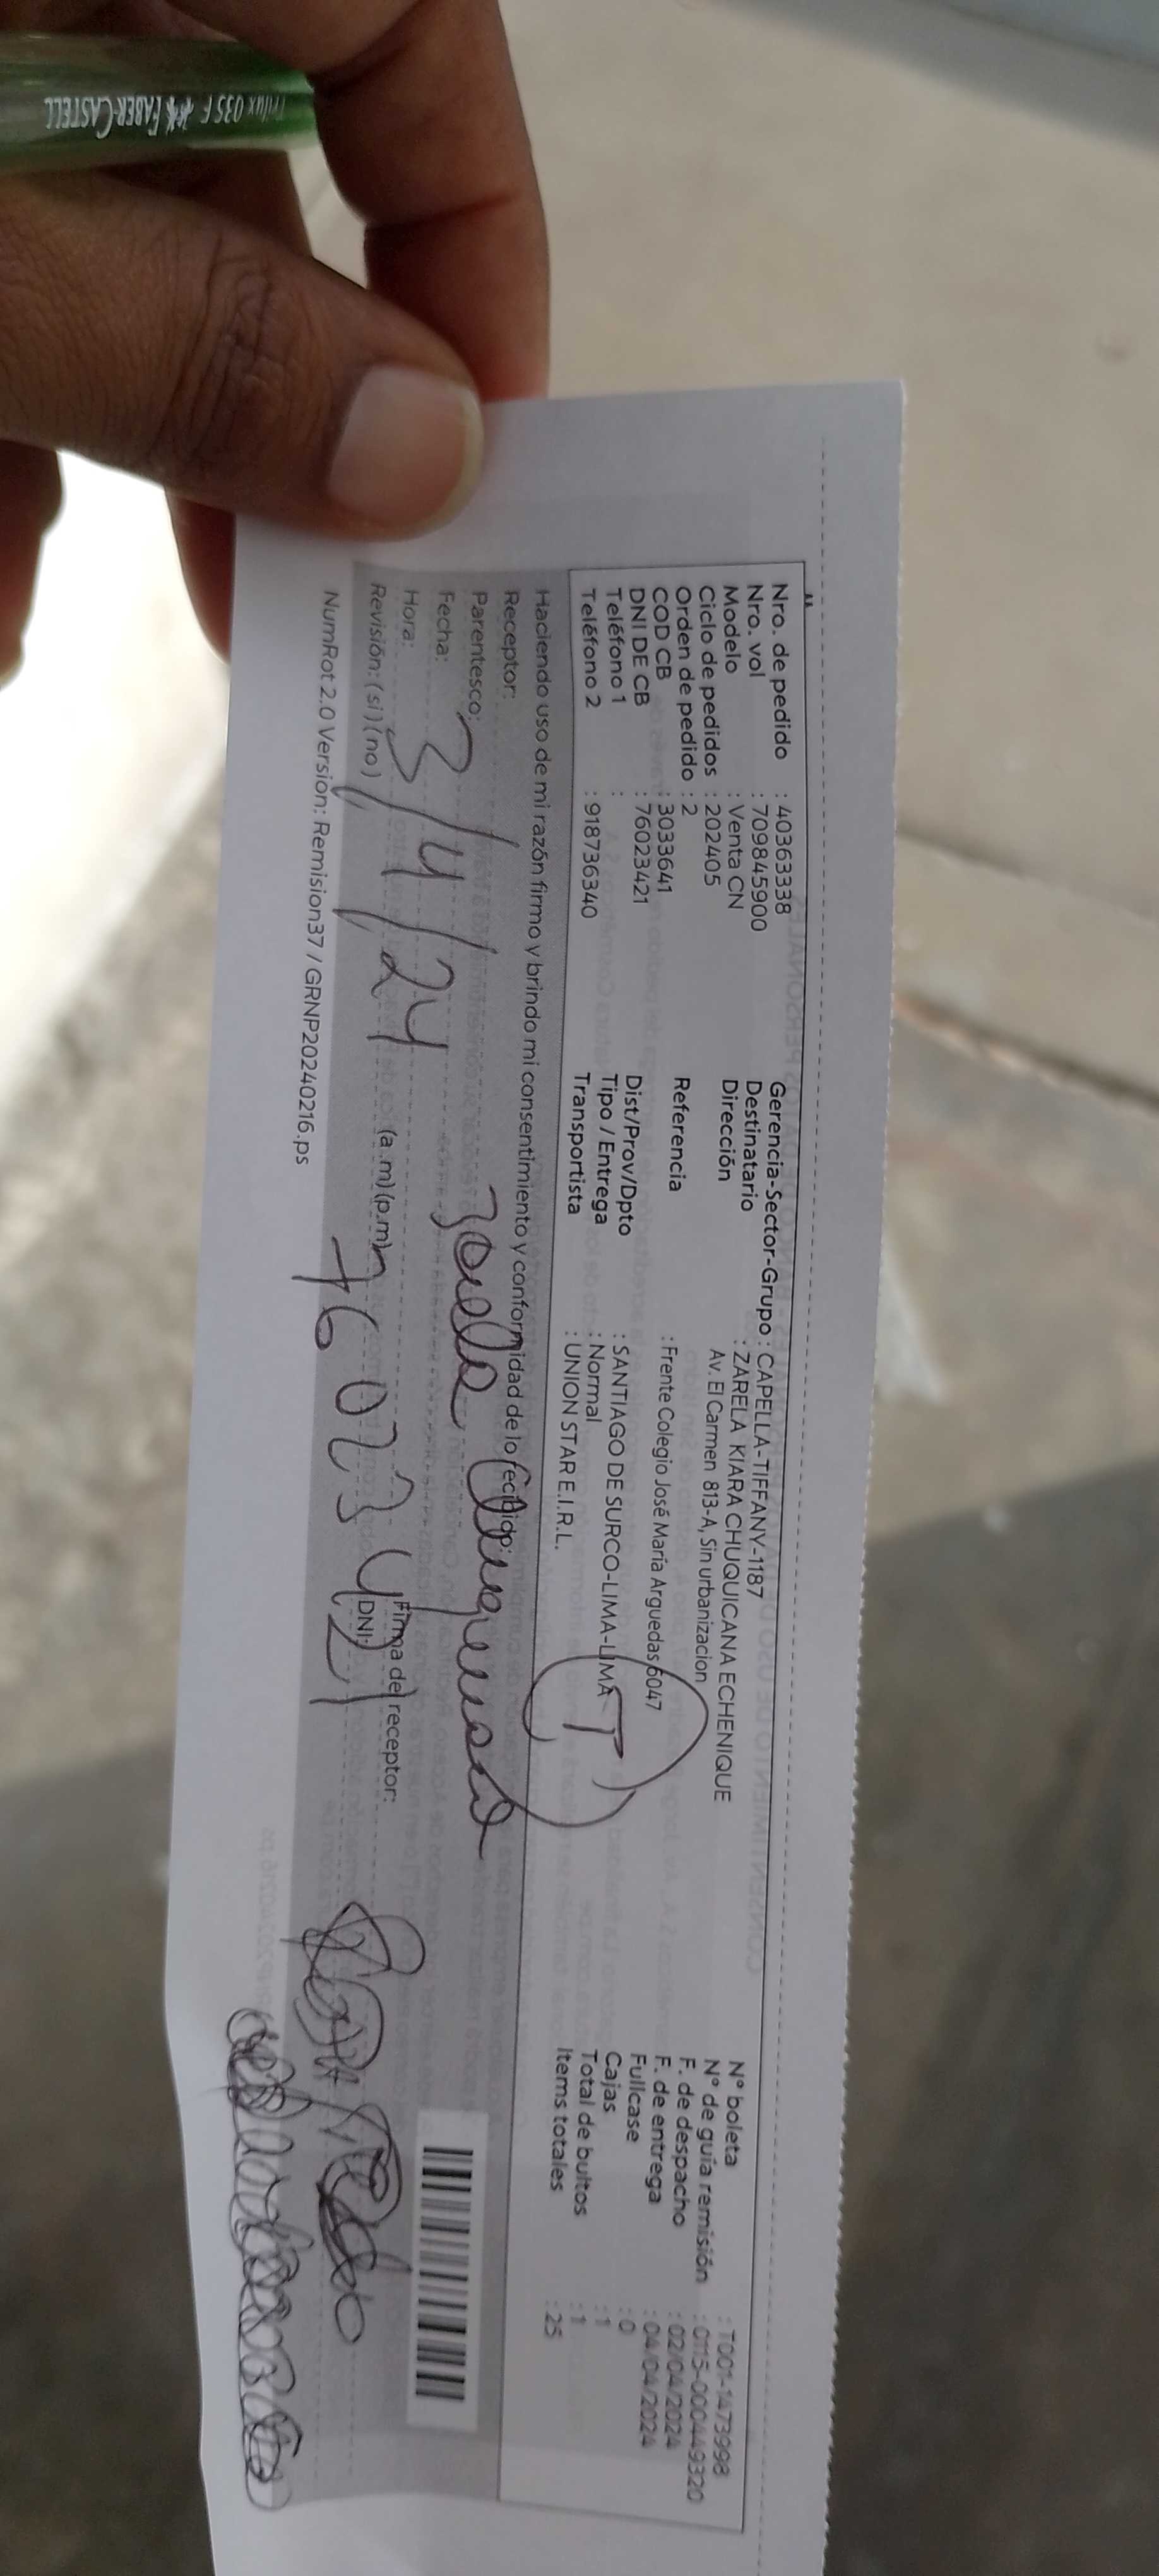 Trilux 035 F FABER-CASTELL
Nro. de pedido : 40363338
Nro. vol : 709845900
Modelo : Venta CN
Ciclo de pedidos : 202405
Orden de pedido : 2
COD CB : 3033641
DNI DE CB : 76023421
Teléfono 1 :
Teléfono 2 : 918736340
Gerencia-Sector-Grupo : CAPELLA-TIFFANY-1187
Destinatario : ZARELA KIARA CHUQUICANA ECHENIQUE
Dirección Av. El Carmen 813-A, Sin urbanizacion
Referencia : Frente Colegio José María Arguedas 6047
Dist/Prov/Dpto : SANTIAGO DE SURCO-LIMA-LIMA
Tipo / Entrega : Normal
Transportista : UNION STAR E.I.R.L.
T
N° boleta : T001-1473998
N° de guía remisión : 0115-000449320
F. de despacho : 02/04/2024
F. de entrega : 04/04/2024
Fullcase : 0
Cajas : 1
Total de bultos : 1
Items totales : 25
Haciendo uso de mi razón firmo y brindo mi consentimiento y conformidad de lo recibido:
Receptor:
Parentesco:
Fecha: 3/4/24
Hora: (a.m)(p.m)
Revisión: (si) (no)
Firma del receptor:
DNI:
76023421
NumRot 2.0 Version: Remision37 / GRNP20240216.ps